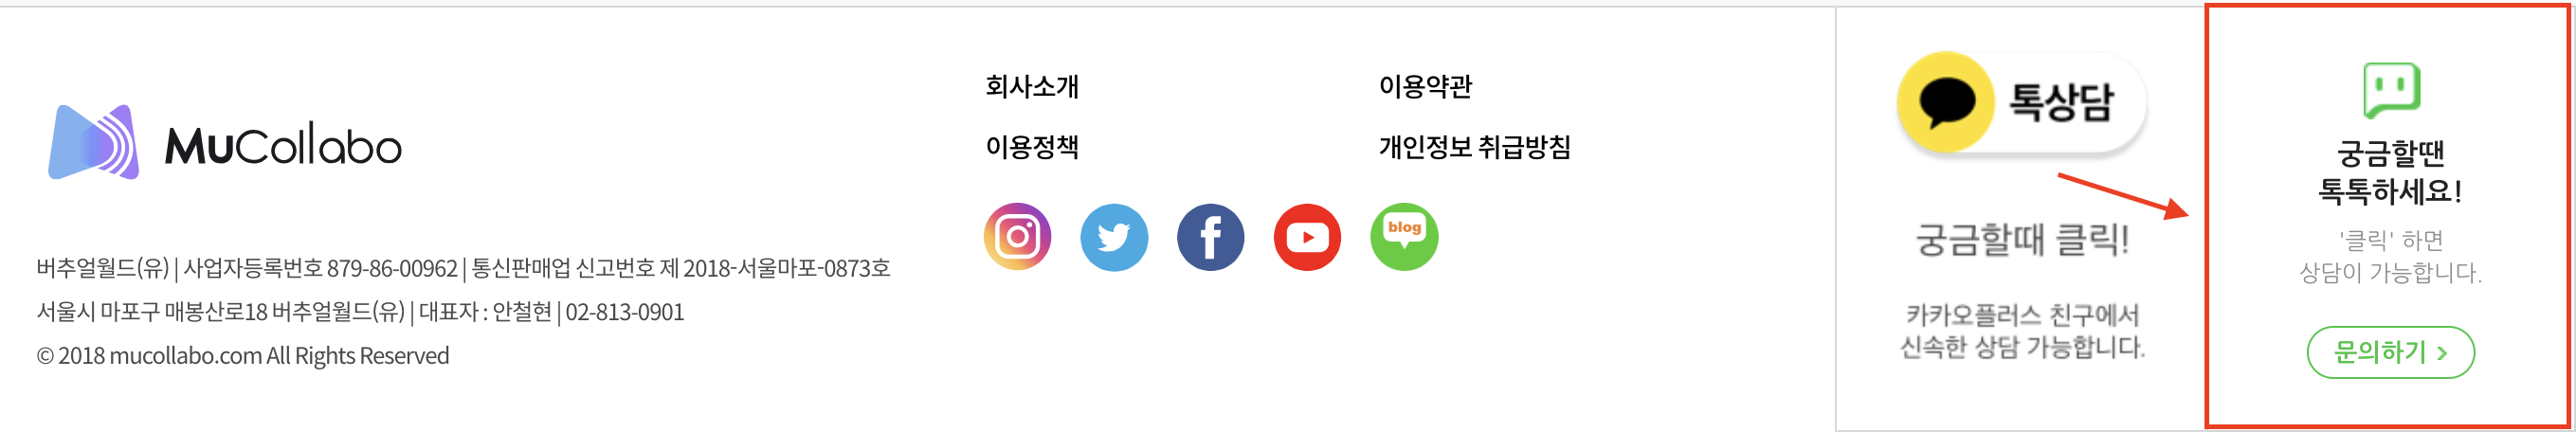 MuCollabo
버추얼월드(유) | 사업자등록번호 879-86-00962 | 통신판매업 신고번호 제 2018-서울마포-0873호
서울시 마포구 매봉산로18 버추얼월드(유) | 대표자 : 안철현 | 02-813-0901
© 2018 mucollabo.com All Rights Reserved
회사소개
이용약관
이용정책
개인정보 취급방침
blog
톡상담
궁금할때 클릭!
카카오플러스 친구에서
신속한 상담 가능합니다.
궁금할땐
톡톡하세요!
'클릭' 하면
상담이 가능합니다.
문의하기 >